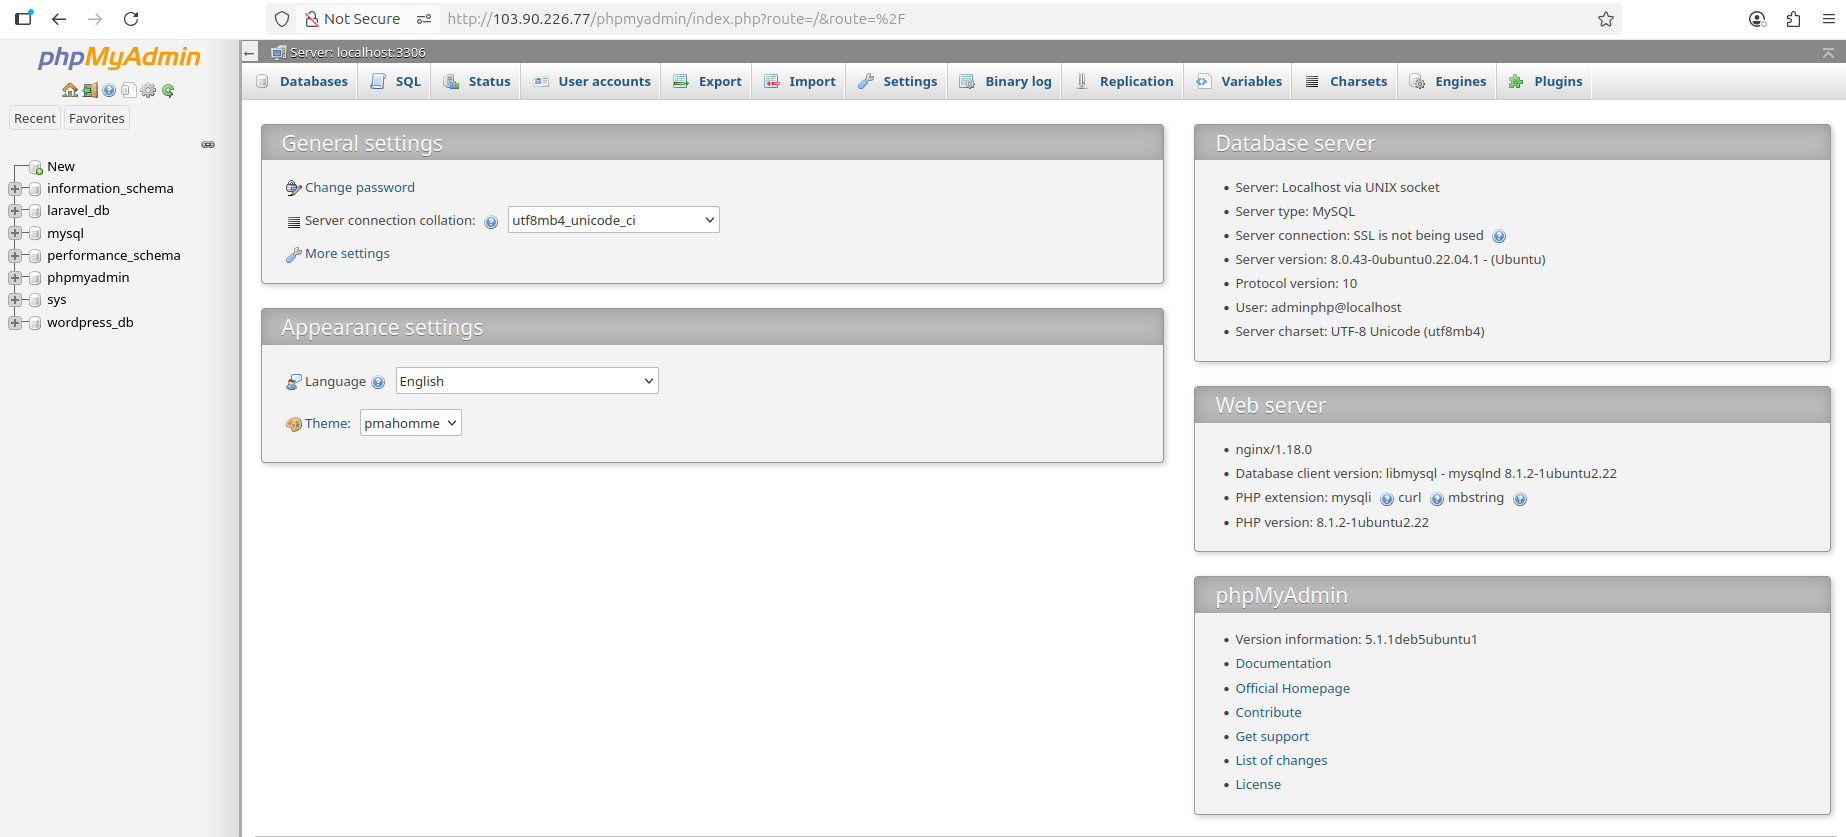 Not Secure
http://103.90.226.77/phpmyadmin/index.php?route=/&route=%2F
phpMyAdmin
Recent
Favorites
New
information_schema
laravel_db
mysql
performance_schema
phpmyadmin
sys
wordpress_db
Server: localhost:3306
Databases
SQL
Status
User accounts
Export
Import
Settings
Binary log
Replication
Variables
Charsets
Engines
Plugins
General settings
Change password
Server connection collation:
utf8mb4_unicode_ci
More settings
Appearance settings
Language
English
Theme:
pmahomme
Database server
Server: Localhost via UNIX socket
Server type: MySQL
Server connection: SSL is not being used
Server version: 8.0.43-0ubuntu0.22.04.1 - (Ubuntu)
Protocol version: 10
User: adminphp@localhost
Server charset: UTF-8 Unicode (utf8mb4)
Web server
nginx/1.18.0
Database client version: libmysql - mysqlnd 8.1.2-1ubuntu2.22
PHP extension: mysqli curl mbstring
PHP version: 8.1.2-1ubuntu2.22
phpMyAdmin
Version information: 5.1.1deb5ubuntu1
Documentation
Official Homepage
Contribute
Get support
List of changes
License